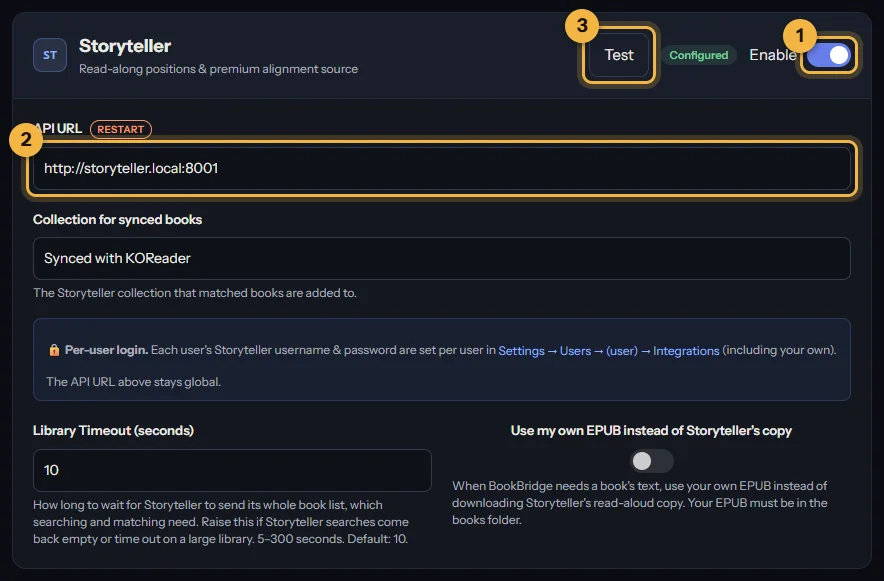 ST
Storyteller
Read-along positions & premium alignment source
3
Test
Configured
Enable
1
2
API URL RESTART
http://storyteller.local:8001
Collection for synced books
Synced with KOReader
The Storyteller collection that matched books are added to.
Per-user login. Each user's Storyteller username & password are set per user in Settings → Users → (user) → Integrations (including your own).
The API URL above stays global.
Library Timeout (seconds)
10
How long to wait for Storyteller to send its whole book list, which
searching and matching need. Raise this if Storyteller searches come
back empty or time out on a large library. 5–300 seconds. Default: 10.
Use my own EPUB instead of Storyteller's copy
When BookBridge needs a book's text, use your own EPUB instead of
downloading Storyteller's read-aloud copy. Your EPUB must be in the
books folder.